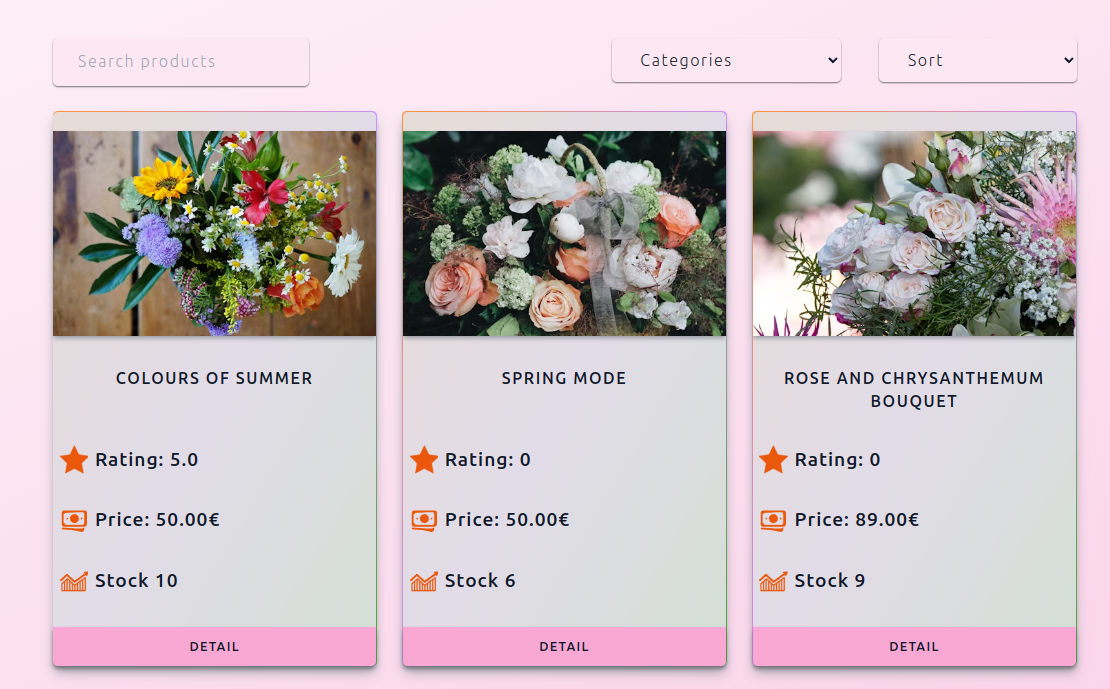 Search products
Categories
Sort
COLOURS OF SUMMER
Rating: 5.0
Price: 50.00€
Stock 10
DETAIL
SPRING MODE
Rating: 0
Price: 50.00€
Stock 6
DETAIL
ROSE AND CHRYSANTHEMUM
BOUQUET
Rating: 0
Price: 89.00€
Stock 9
DETAIL